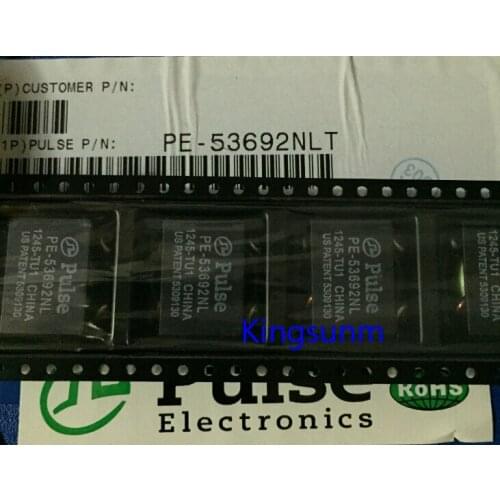 (P)CUSTOMER P/N:
1P)PULSE P/N: PE-53692NLT
Pulse
PE-53692NL
1245-TU1 CHINA
US PATENT 5309130
Pulse
PE-53692NL
1245-TU1 CHINA
US PATENT 5309130
Pulse
PE-53692NL
1245-TU1 CHINA
US PATENT 5309130
1245-TU1
US PATENT
Kingsunm
Pulse
Electronics
RoHS